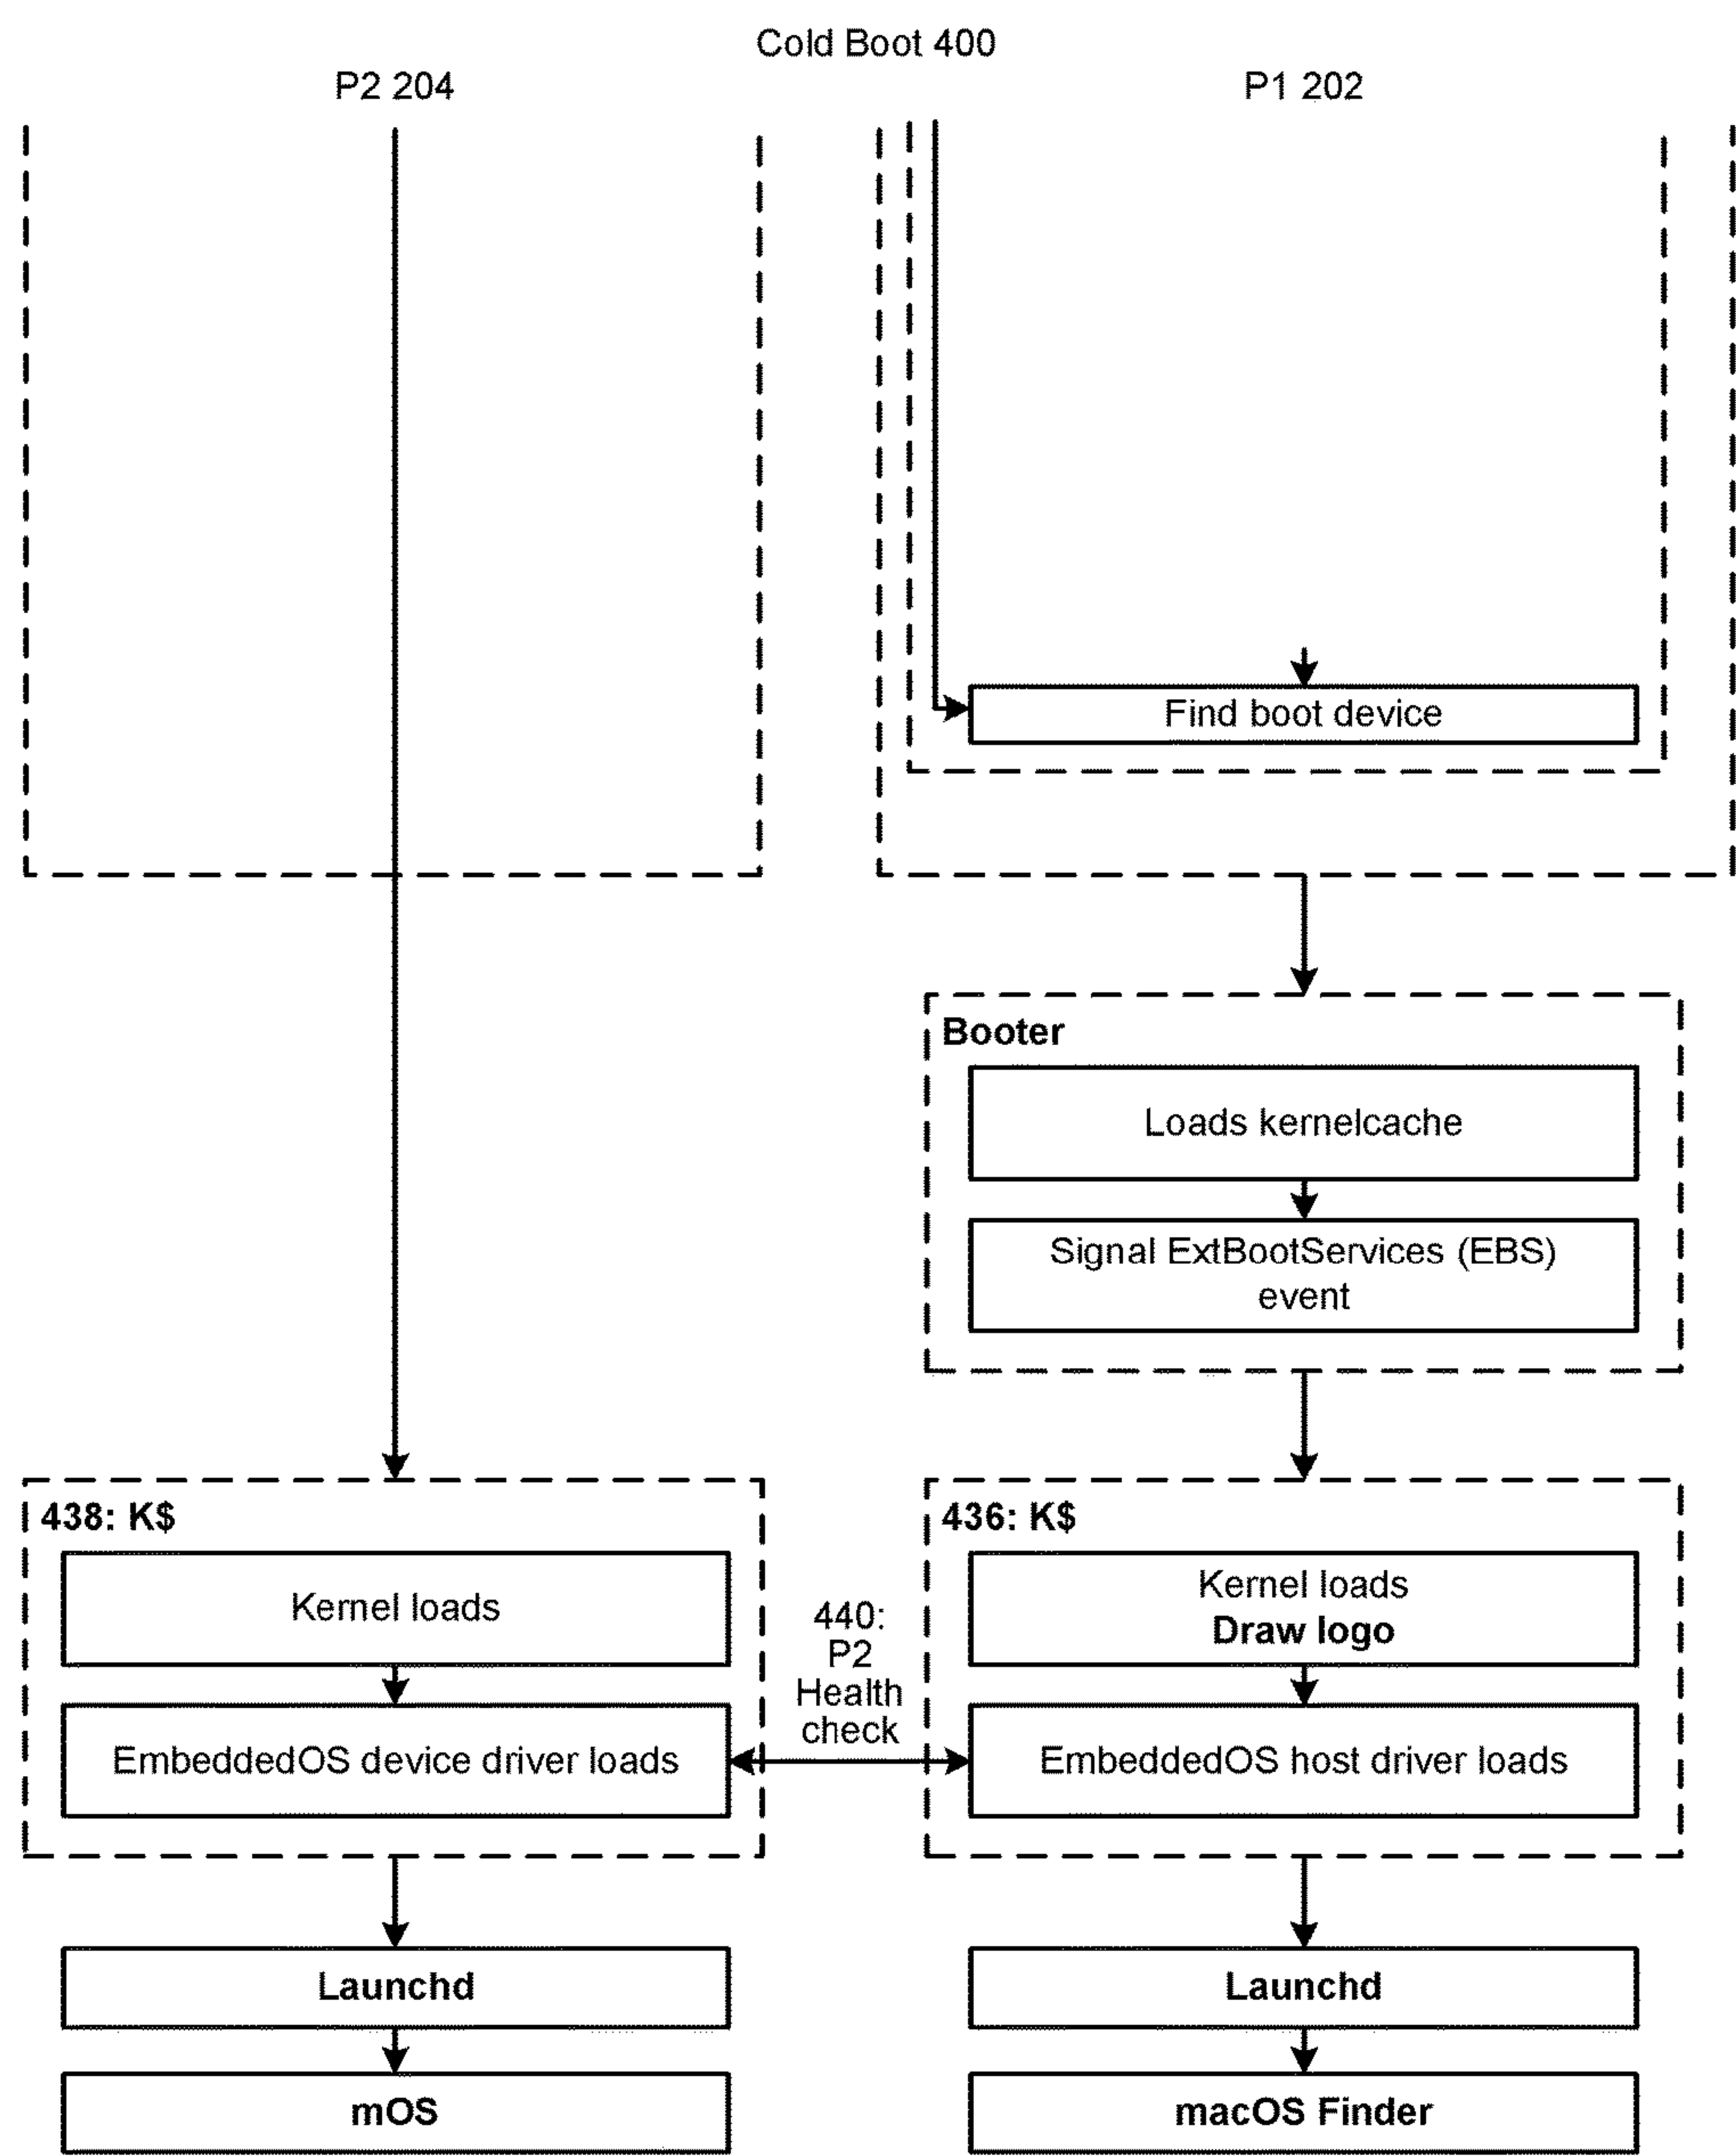 Cold Boot 400
P2 204
P1 202
Find boot device
Booter
Loads kernelcache
Signal ExtBootServices (EBS)
event
438: K$
Kernel loads
EmbeddedOS device driver loads
440:
P2
Health
check
436: K$
Kernel loads
Draw logo
EmbeddedOS host driver loads
Launchd
mOS
Launchd
macOS Finder